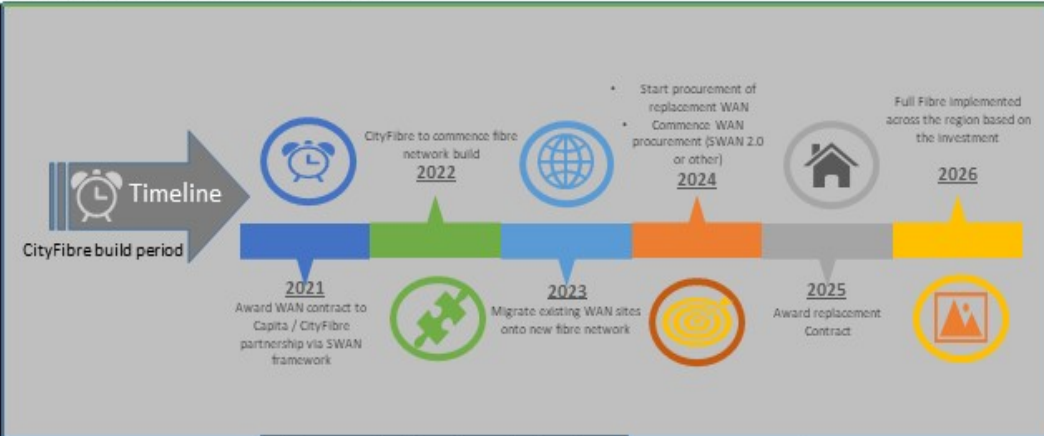 Timeline
CityFibre build period
2021
Award WAN contract to
Capita / CityFibre
partnership via SWAN
framework
CityFibre to commence fibre
network build
2022
2023
Migrate existing WAN sites
onto new fibre network
• Start procurement of
replacement WAN
• Commence WAN
procurement (SWAN 2.0
or other)
2024
2025
Award replacement
Contract
Full Fibre implemented
across the region based on
the investment
2026